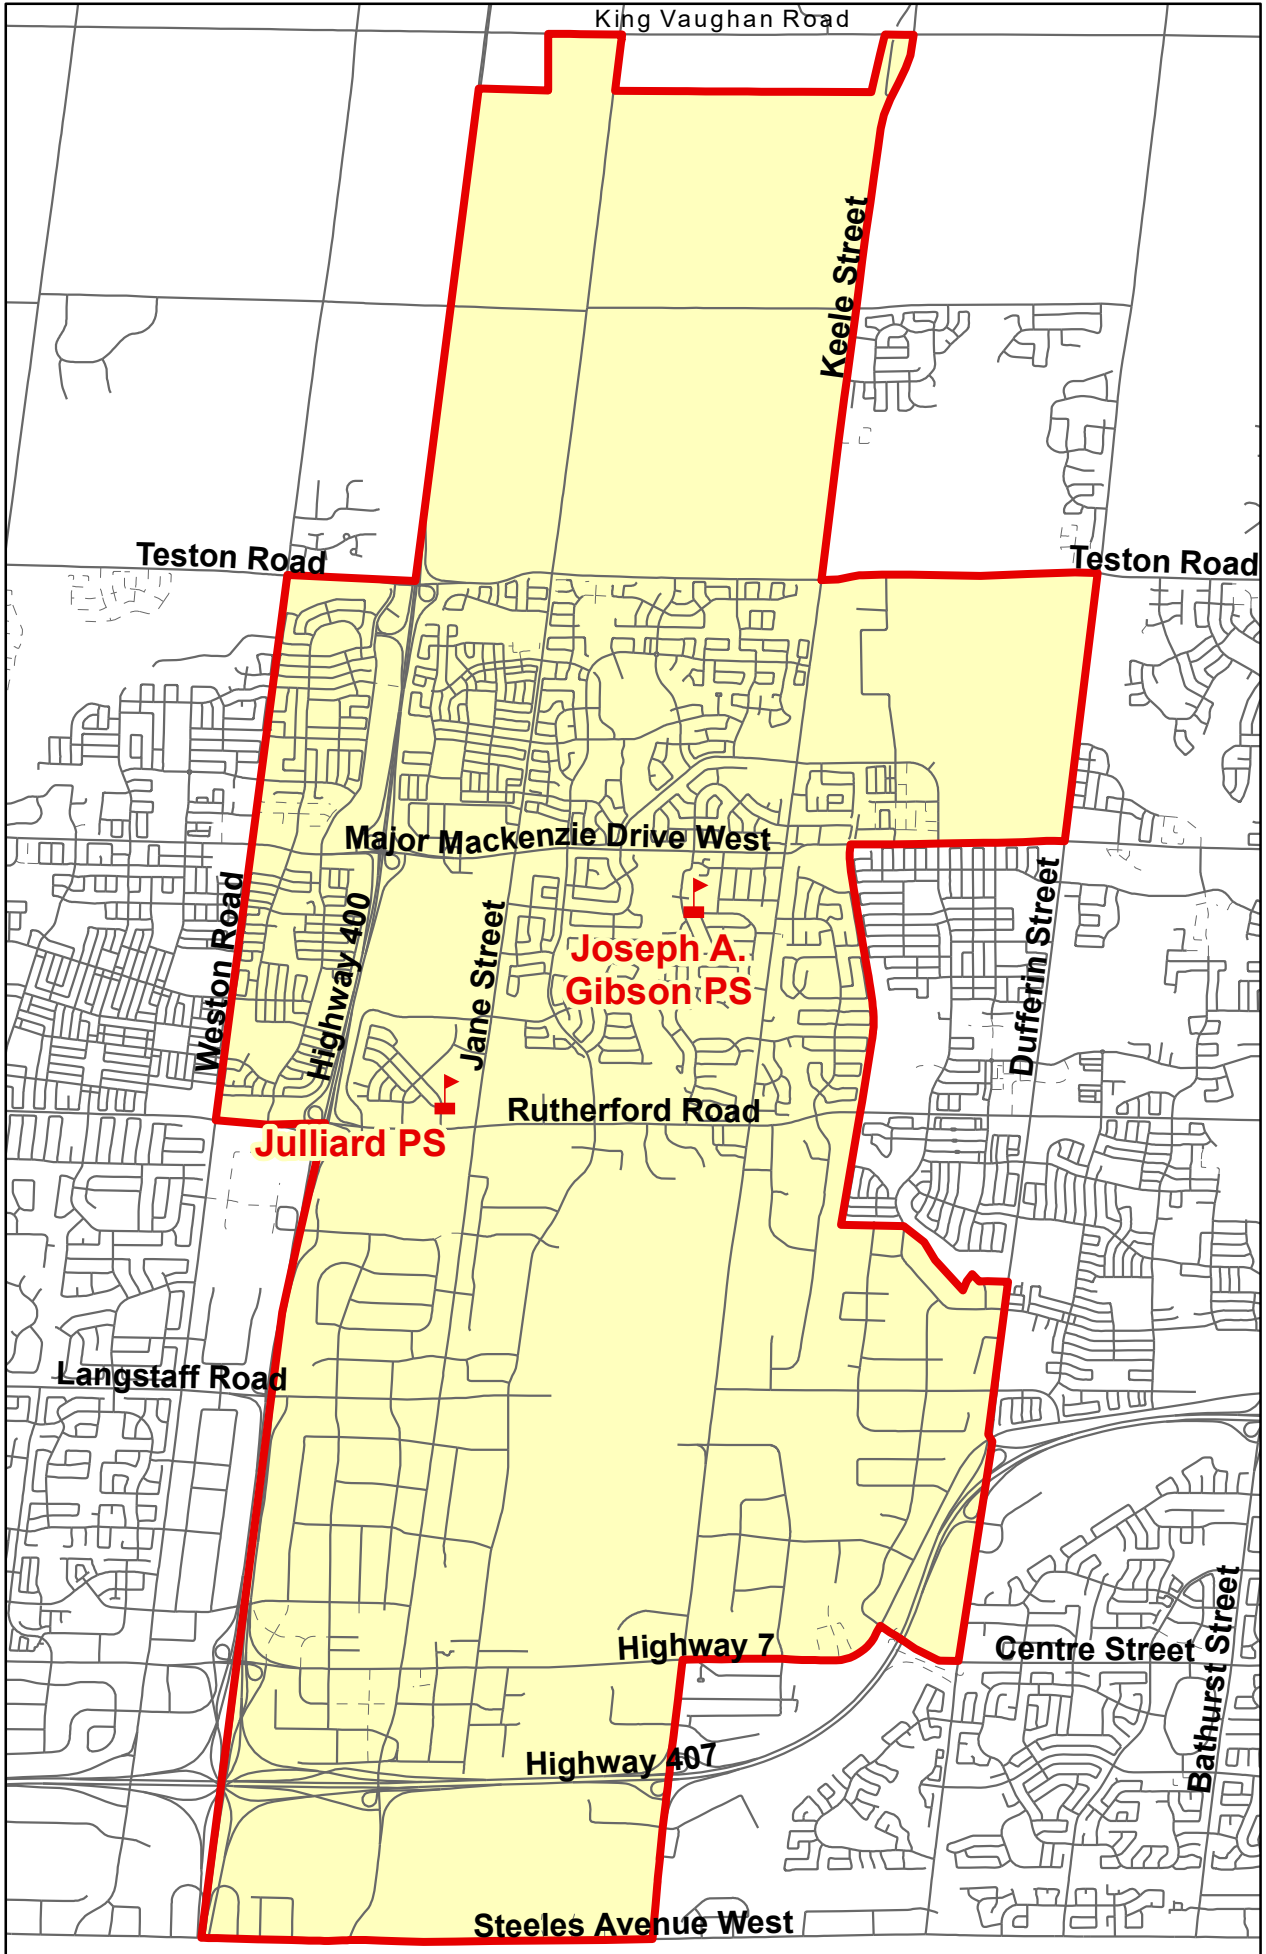 King Vaughan Road
Keele Street
Teston Road
Teston Road
Major Mackenzie Drive West
Weston Road
Highway 400
Jane Street
Joseph A.
Gibson PS
Dufferin Street
Rutherford Road
Julliard PS
Langstaff Road
Highway 7
Centre Street
Bathurst Street
Highway 407
Steeles Avenue West